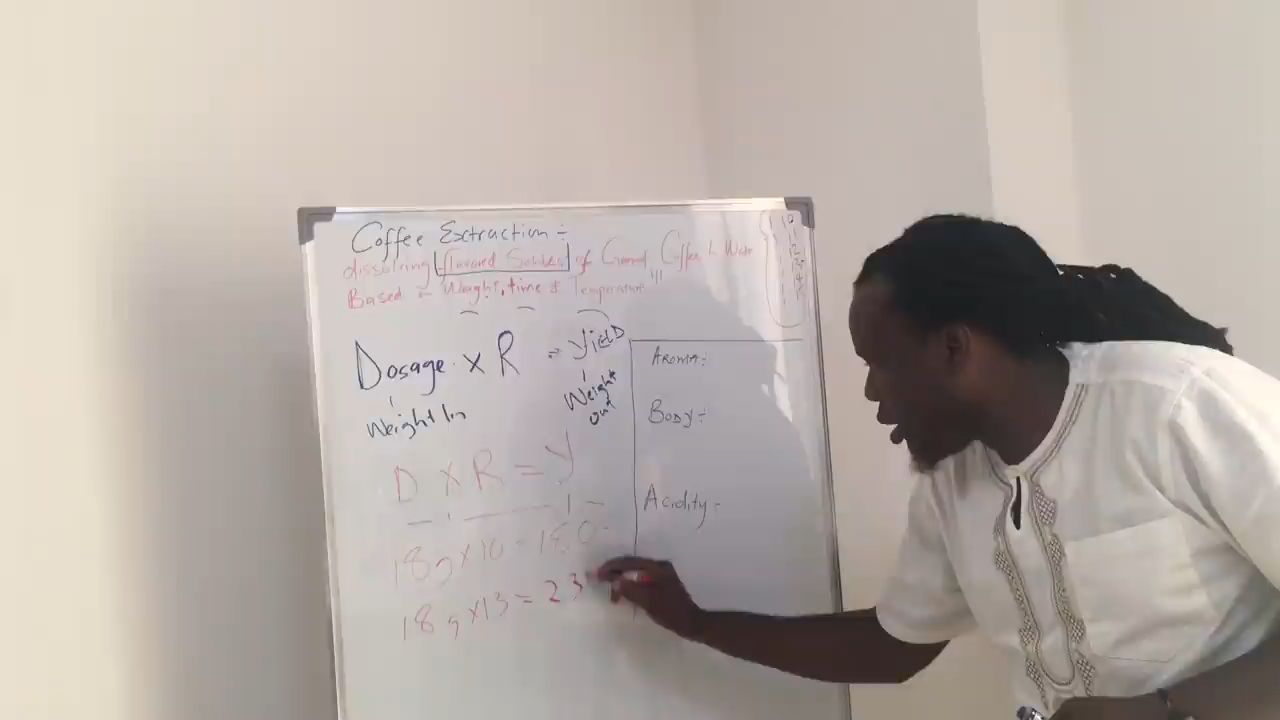 Coffee Extraction :-
dissolving flavored Solubles of Ground Coffee in Water
Based on Weight, time & Temperature
Dosage x R = Yield
Weight In
Weight out
D x R = Y
18g x 10 = 180
18g x 13 = 23
Aroma:
Body:-
Acidity:-